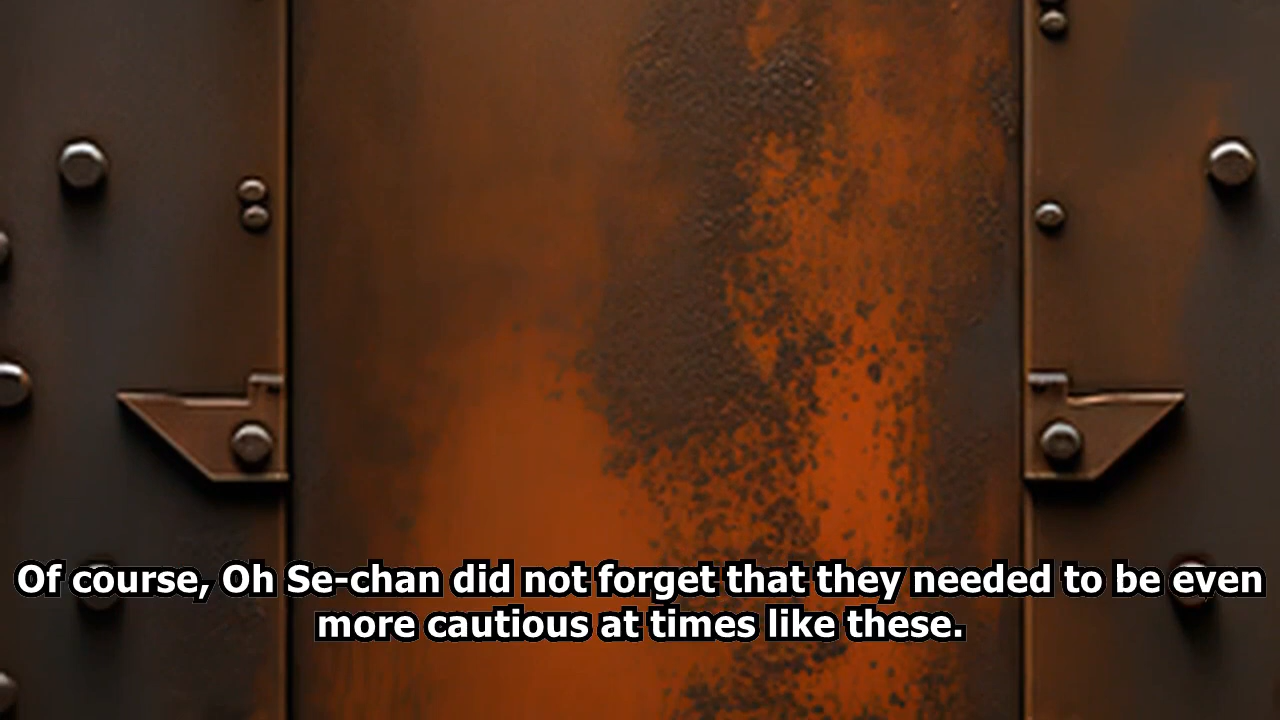 Of course, Oh Se-chan did not forget that they needed to be even
more cautious at times like these.